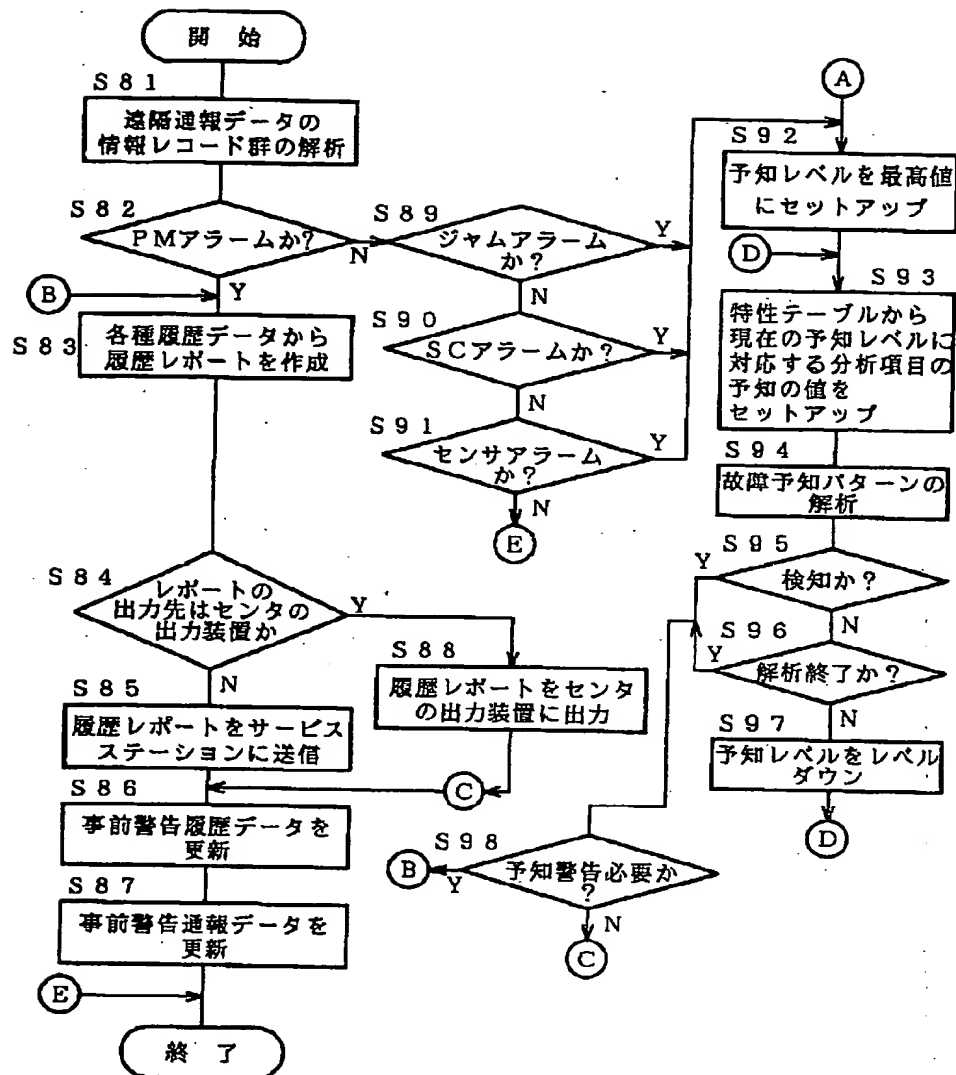 開 始
S81
遠隔通報データの
情報レコード群の解析
S82
PMアラームか?
Y
N
B
S83
各種履歴データから
履歴レポートを作成
S84
レポートの
出力先はセンタの
出力装置か
Y
N
S85
履歴レポートをサービス
ステーションに送信
S88
履歴レポートをセンタ
の出力装置に出力
C
S86
事前警告履歴データを
更新
S87
事前警告通報データを
更新
E
終 了
S89
ジャムアラーム
か?
Y
N
S90
SCアラームか?
Y
N
S91
センサアラーム
か?
Y
N
E
A
S92
予知レベルを最高値
にセットアップ
D
S93
特性テーブルから
現在の予知レベルに
対応する分析項目の
予知の値を
セットアップ
S94
故障予知パターンの
解析
S95
検知か?
Y
N
S96
解析終了か?
Y
N
S97
予知レベルをレベル
ダウン
D
S98
予知警告必要か
?
B
Y
N
C